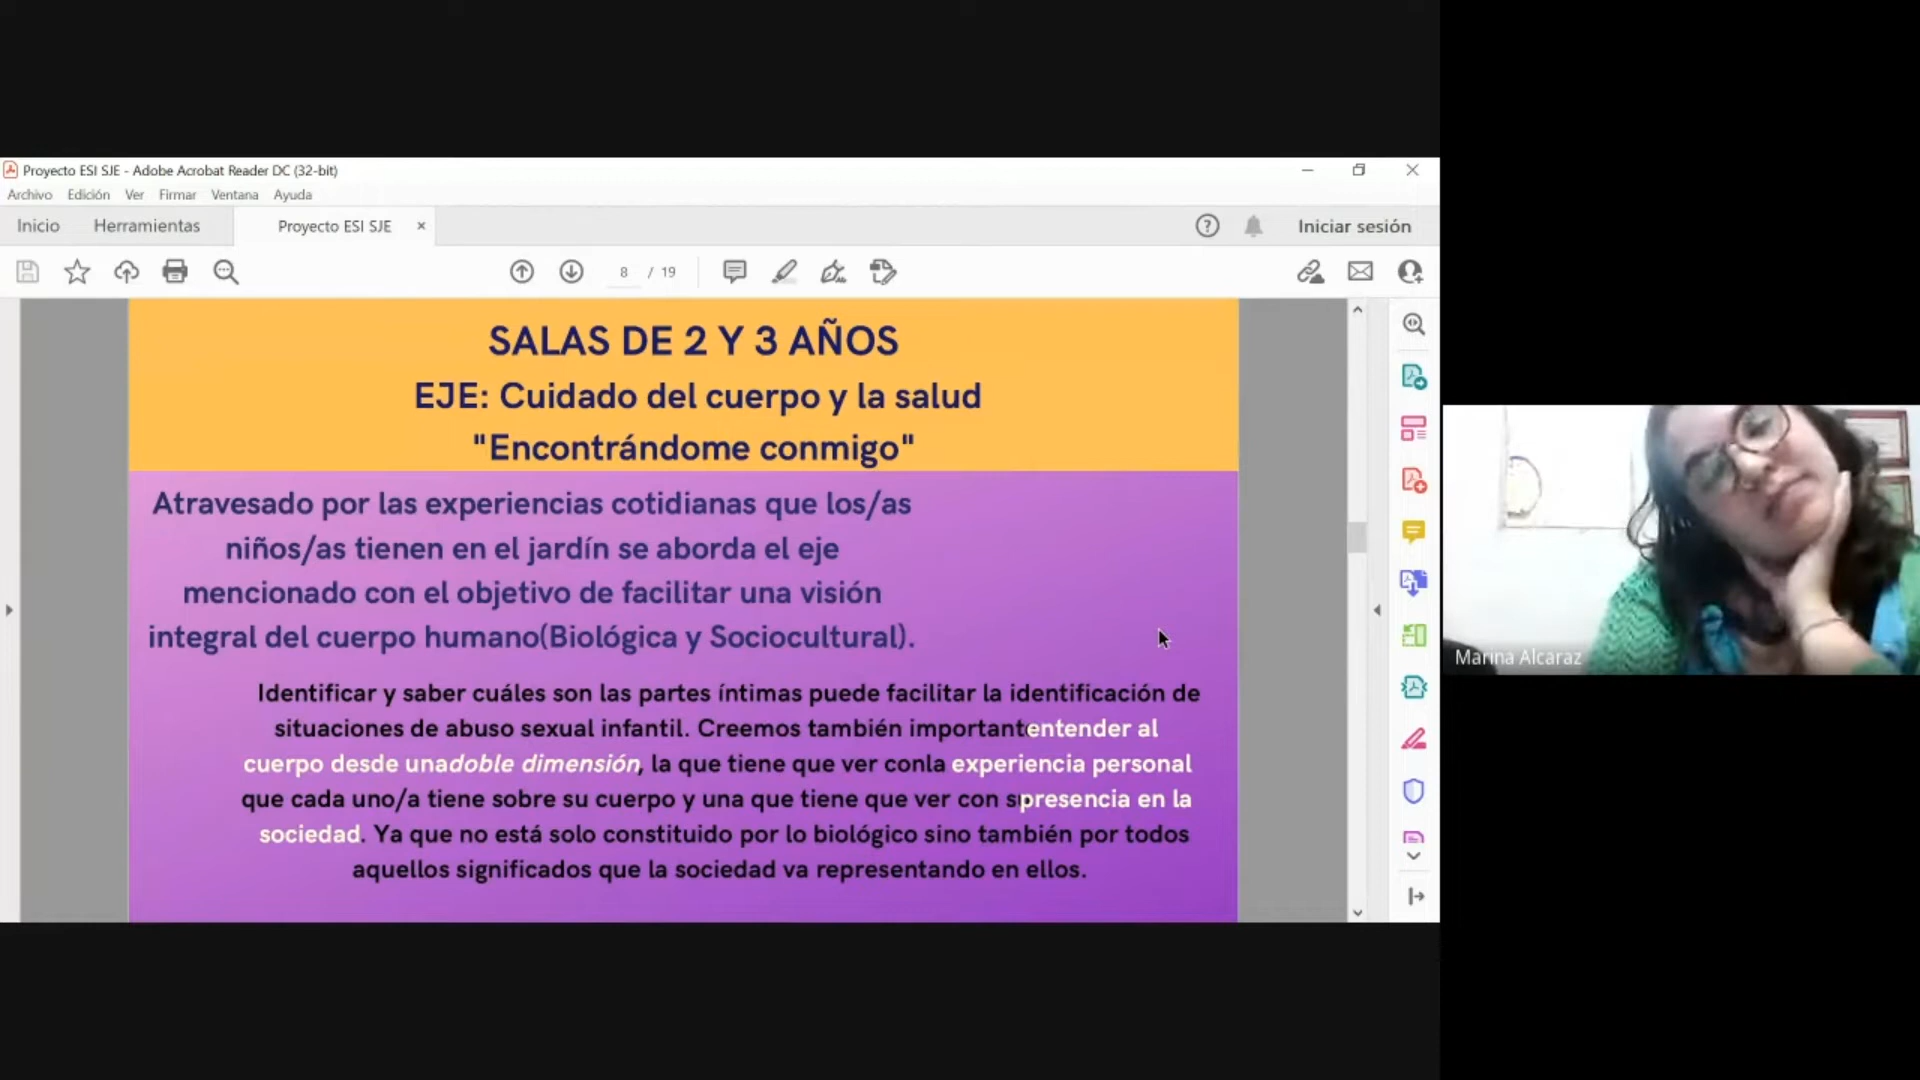 Proyecto ESI SJE - Adobe Acrobat Reader DC (32-bit)
Archivo Edición Ver Firmar Ventana Ayuda
Inicio Herramientas Proyecto ESI SJE × Iniciar sesión
8 / 19
SALAS DE 2 Y 3 AÑOS
EJE: Cuidado del cuerpo y la salud
"Encontrándome conmigo"
Atravesado por las experiencias cotidianas que los/as
niños/as tienen en el jardín se aborda el eje
mencionado con el objetivo de facilitar una visión
integral del cuerpo humano(Biológica y Sociocultural).
Identificar y saber cuáles son las partes íntimas puede facilitar la identificación de
situaciones de abuso sexual infantil. Creemos también importantentender al
cuerpo desde unadoble dimensión, la que tiene que ver conla experiencia personal
que cada uno/a tiene sobre su cuerpo y una que tiene que ver con supresencia en la
sociedad. Ya que no está solo constituido por lo biológico sino también por todos
aquellos significados que la sociedad va representando en ellos.
Marina Alcaraz